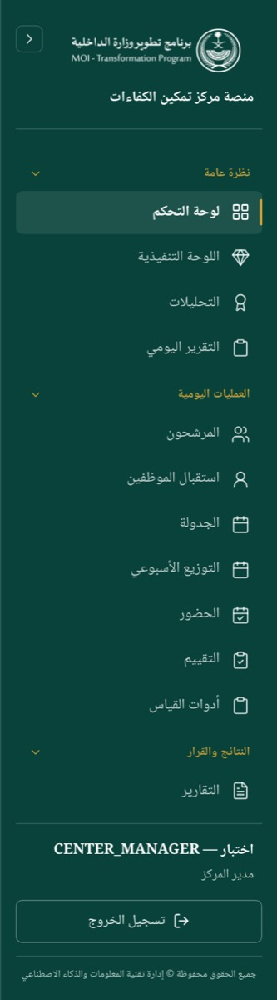 برنامج تطوير وزارة الداخلية
MOI - Transformation Program
منصة مركز تمكين الكفاءات
نظرة عامة
لوحة التحكم
اللوحة التنفيذية
التحليلات
التقرير اليومي
العمليات اليومية
المرشحون
استقبال الموظفين
الجدولة
التوزيع الأسبوعي
الحضور
التقييم
أدوات القياس
النتائج والقرار
التقارير
اختبار — CENTER_MANAGER
مدير المركز
تسجيل الخروج
جميع الحقوق محفوظة © إدارة تقنية المعلومات والذكاء الاصطناعي